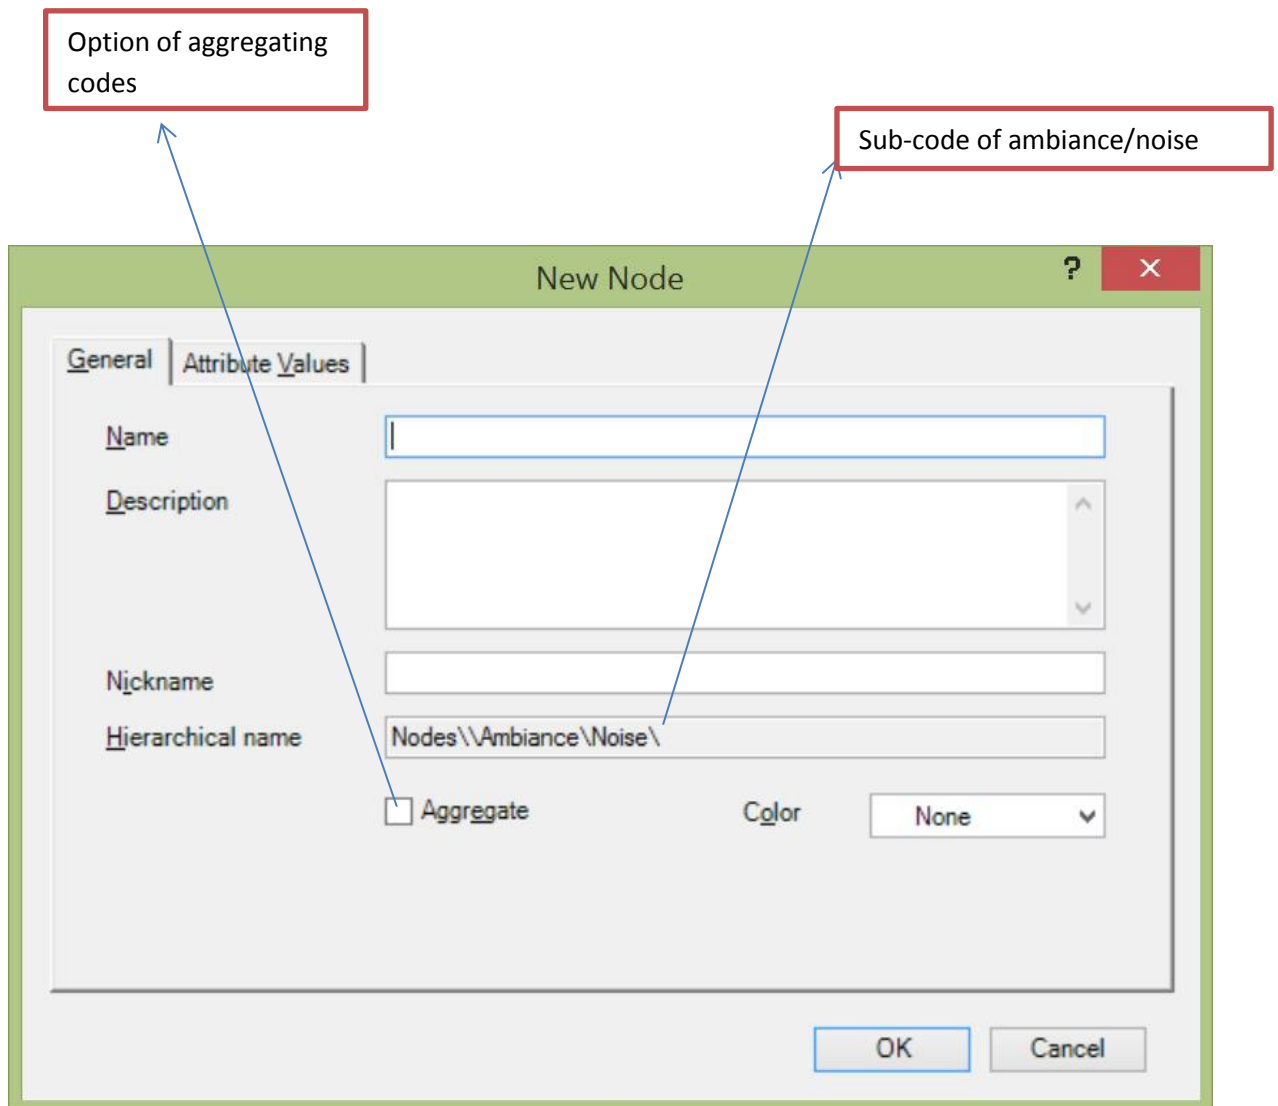 Option of aggregating
codes
Sub-code of ambiance/noise
New Node
?
X
General
Attribute Values
Name
Description
Nickname
Hierarchical name
Nodes\\Ambiance\Noise\
Aggregate
Color
None
OK
Cancel